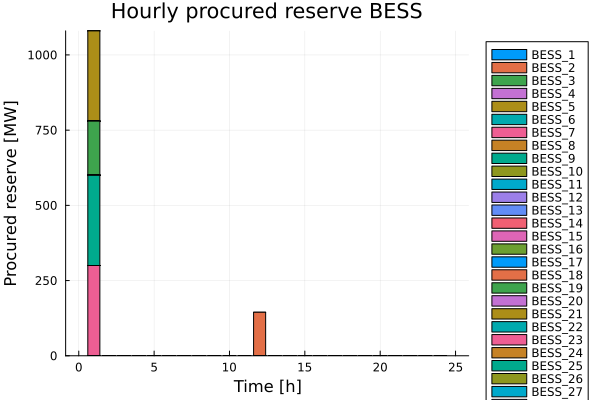 Hourly procured reserve BESS
Procured reserve [MW]
1000
750
500
250
0
0 5 10 15 20 25
Time [h]
BESS_1
BESS_2
BESS_3
BESS_4
BESS_5
BESS_6
BESS_7
BESS_8
BESS_9
BESS_10
BESS_11
BESS_12
BESS_13
BESS_14
BESS_15
BESS_16
BESS_17
BESS_18
BESS_19
BESS_20
BESS_21
BESS_22
BESS_23
BESS_24
BESS_25
BESS_26
BESS_27